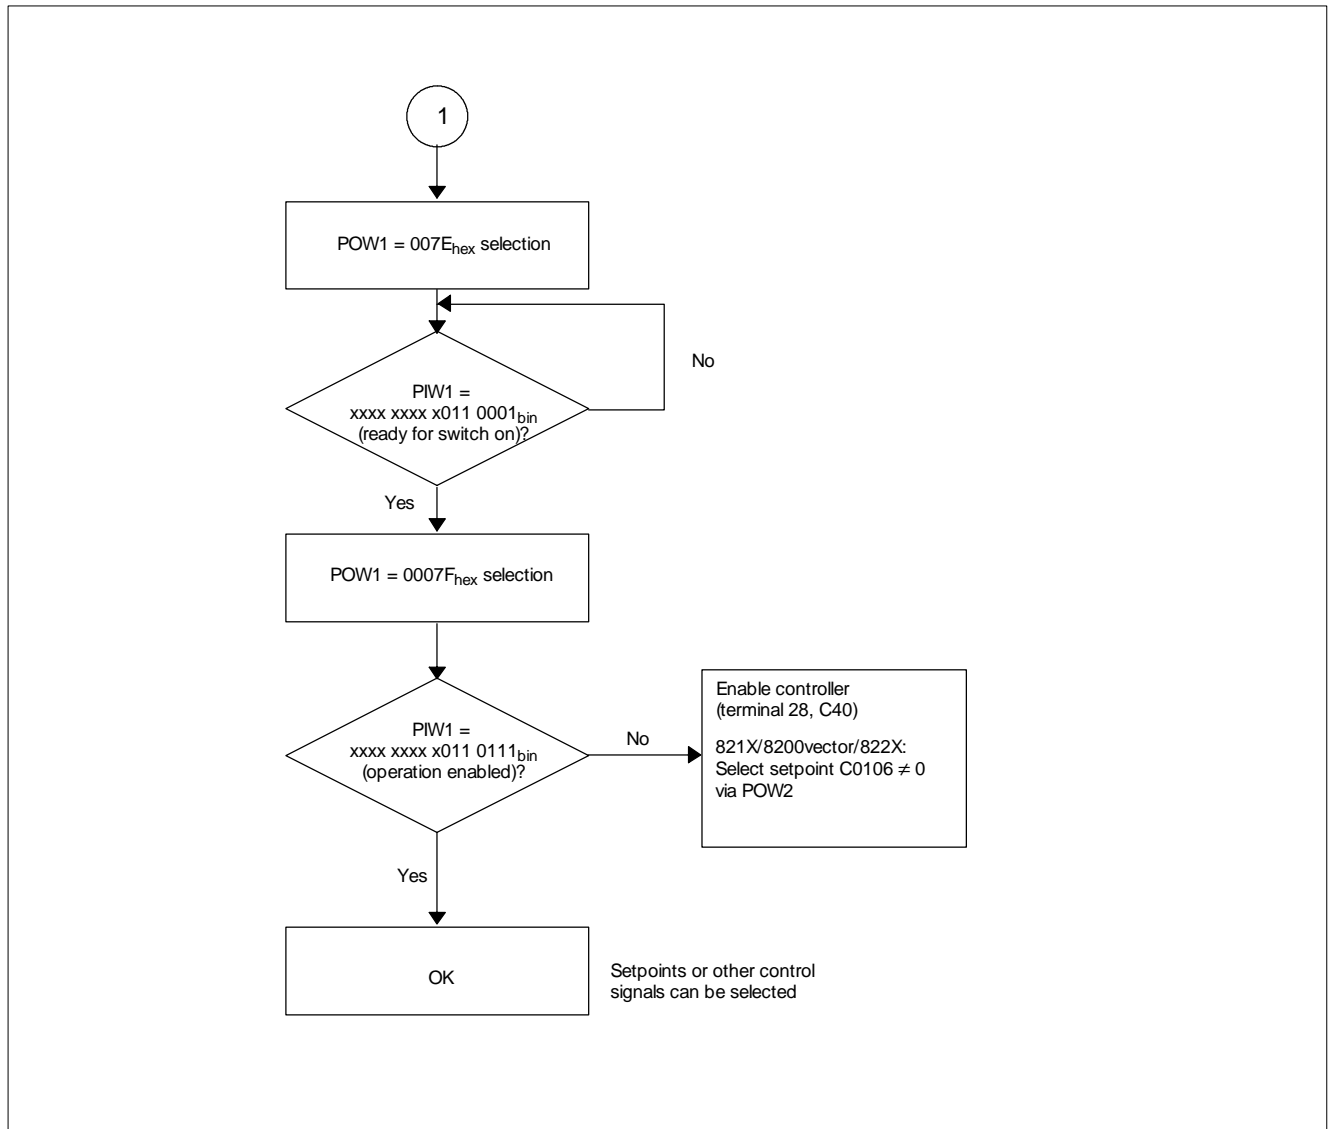 1
POW1 = 007Ehex selection
PIW1 =
xxxx xxxx x011 0001bin
(ready for switch on)?
No
Yes
POW1 = 0007Fhex selection
PIW1 =
xxxx xxxx x011 0111bin
(operation enabled)?
No
Enable controller
(terminal 28, C40)
821X/8200vector/822X:
Select setpoint C0106 ≠ 0
via POW2
Yes
OK
Setpoints or other control
signals can be selected